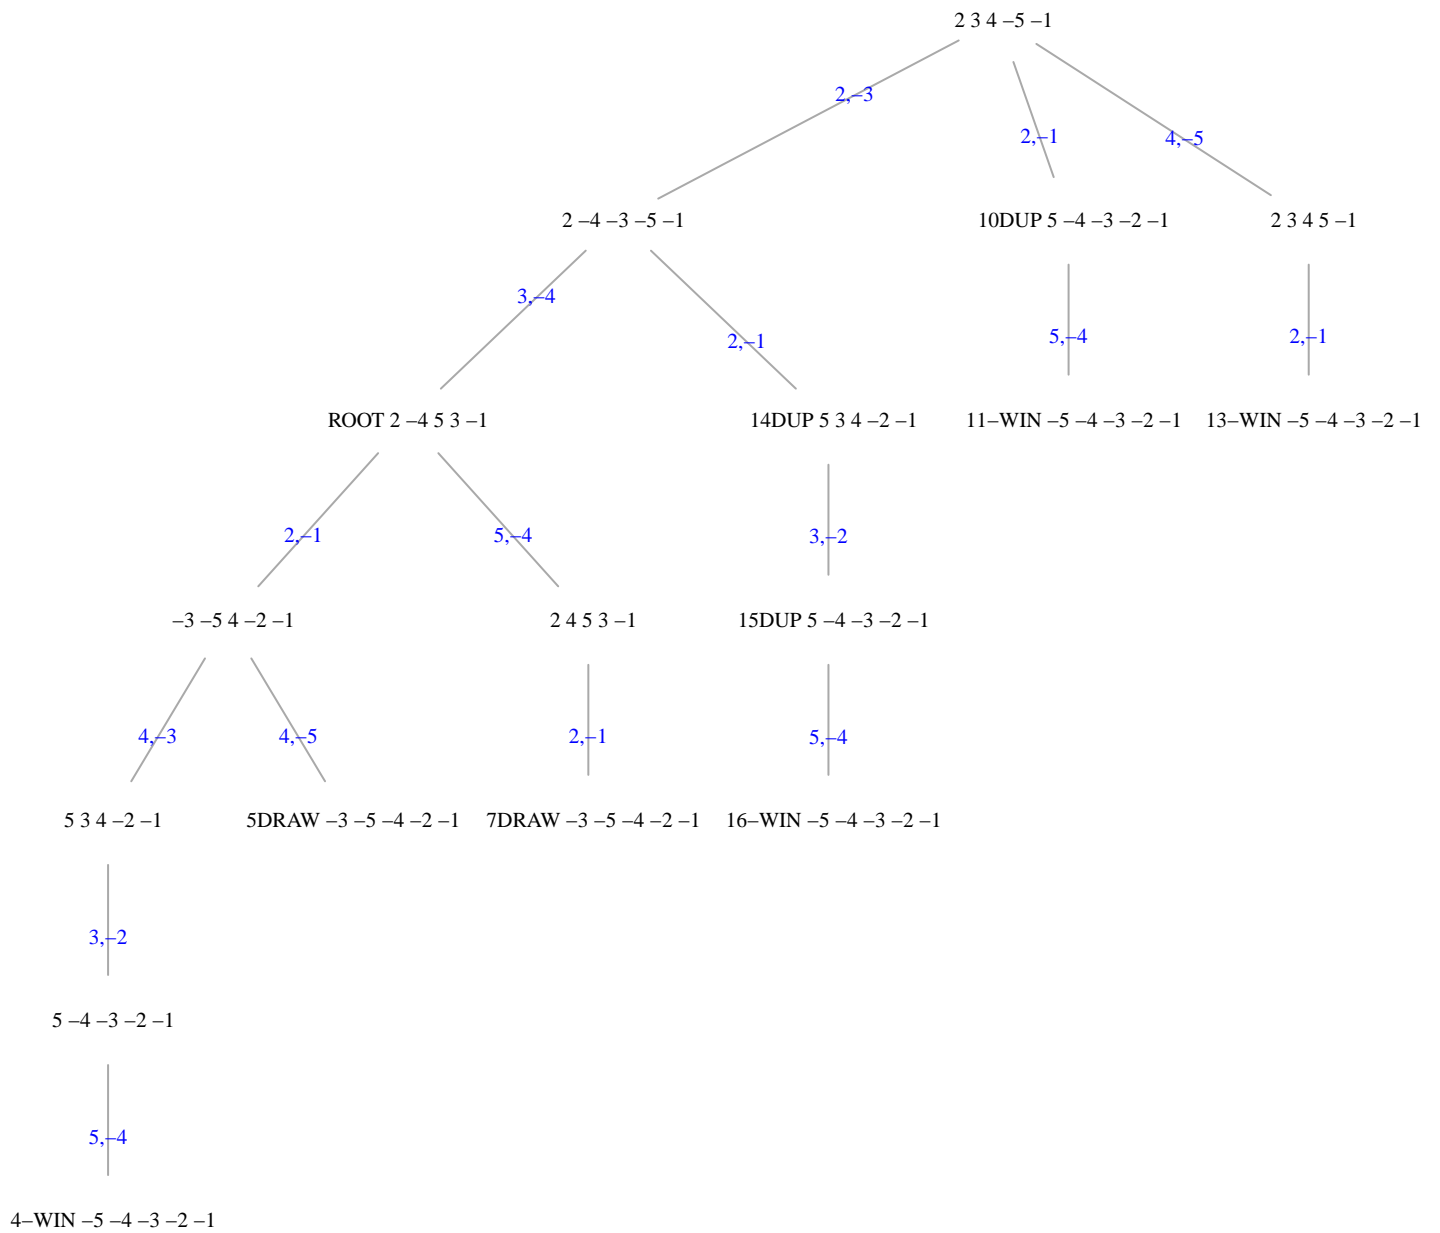 2 3 4 –5 –1
2,–3
2,–1
4,–5
2 –4 –3 –5 –1
10DUP 5 –4 –3 –2 –1
2 3 4 5 –1
3,–4
2,–1
5,–4
2,–1
ROOT 2 –4 5 3 –1
14DUP 5 3 4 –2 –1
11–WIN –5 –4 –3 –2 –1
13–WIN –5 –4 –3 –2 –1
2,–1
5,–4
3,–2
–3 –5 4 –2 –1
2 4 5 3 –1
15DUP 5 –4 –3 –2 –1
4,–3
4,–5
2,–1
5,–4
5 3 4 –2 –1
5DRAW –3 –5 –4 –2 –1
7DRAW –3 –5 –4 –2 –1
16–WIN –5 –4 –3 –2 –1
3,–2
5 –4 –3 –2 –1
5,–4
4–WIN –5 –4 –3 –2 –1